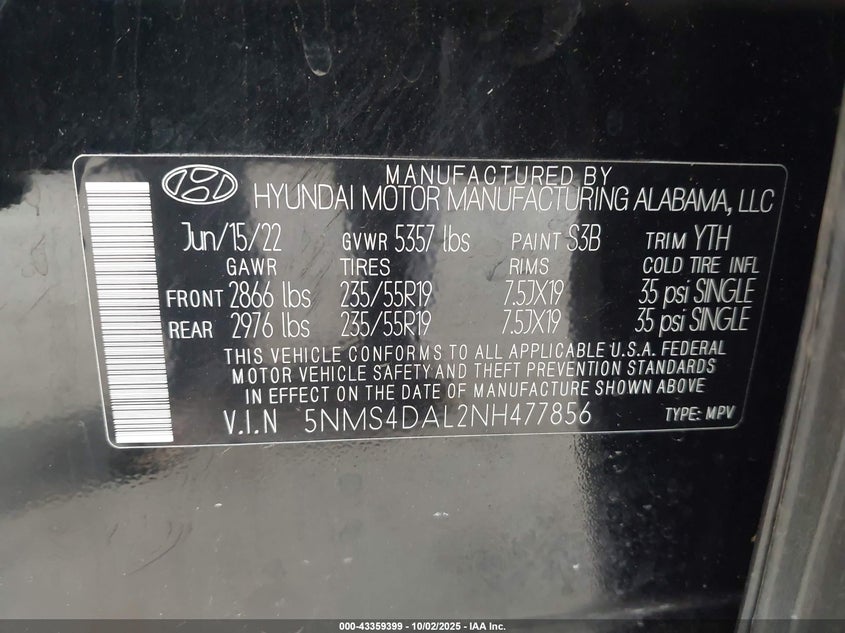 MANUFACTURED BY
HYUNDAI MOTOR MANUFACTURING ALABAMA, LLC
Jun/15/22 GVWR 5357 lbs PAINT S3B TRIM YTH
GAWR TIRES RIMS COLD TIRE INFL
FRONT 2866 lbs 235/55R19 7.5JX19 35 psi SINGLE
REAR 2976 lbs 235/55R19 7.5JX19 35 psi SINGLE
THIS VEHICLE CONFORMS TO ALL APPLICABLE U.S.A. FEDERAL
MOTOR VEHICLE SAFETY AND THEFT PREVENTION STANDARDS
IN EFFECT ON THE DATE OF MANUFACTURE SHOWN ABOVE
V.I.N 5NMS4DAL2NH477856 TYPE: MPV
000-43359399 - 10/02/2025 - IAA Inc.